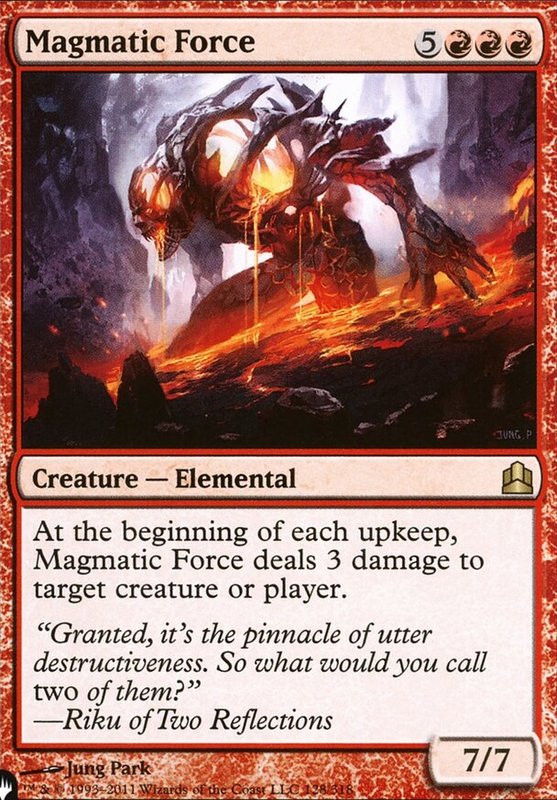 Magmatic Force 5
JUNG. P
Creature — Elemental
At the beginning of each upkeep,
Magmatic Force deals 3 damage to
target creature or player.
“Granted, it's the pinnacle of utter
destructiveness. So what would you call
two of them?”
—Riku of Two Reflections
7/7
Jung Park
™ & © 1993–2011 Wizards of the Coast LLC 128/318